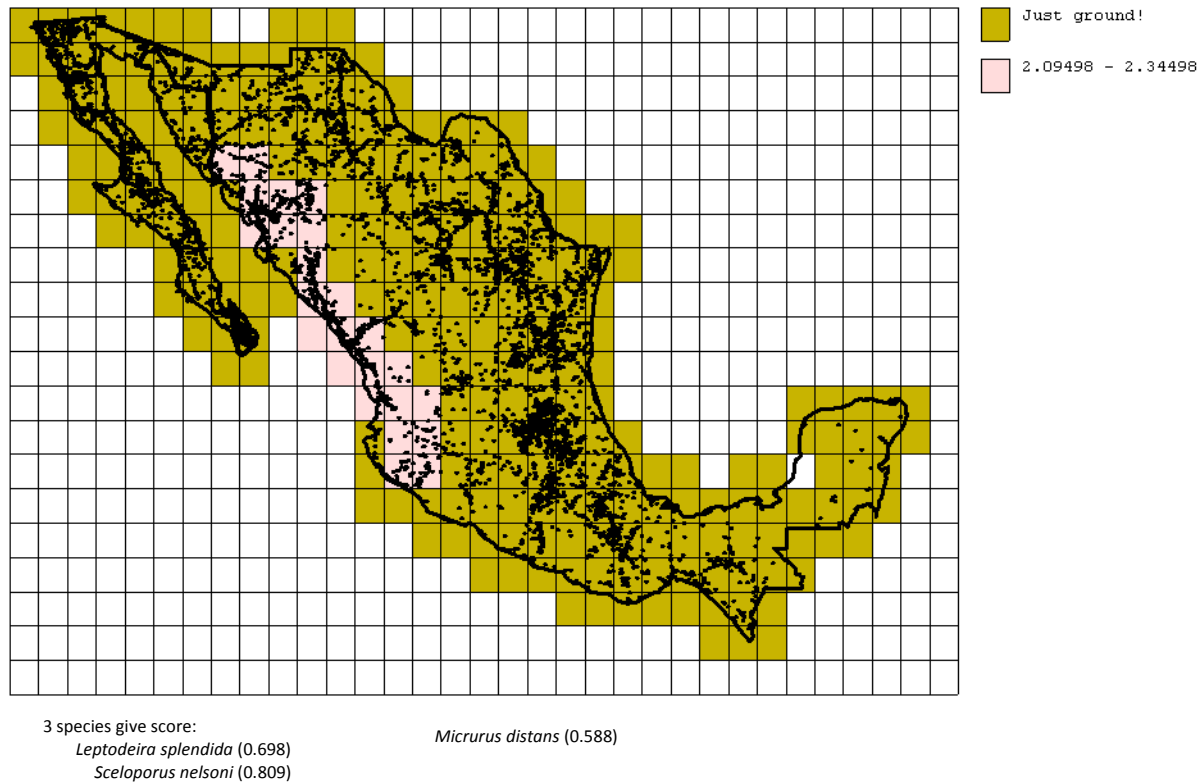 Just ground!
2.09498 - 2.34498
3 species give score:
Leptodeira splendida (0.698)
Sceloporus nelsoni (0.809)
Micrurus distans (0.588)